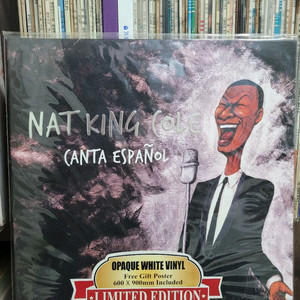 NAT KING COLE
CANTA ESPAÑOL
OPAQUE WHITE VINYL
Free Gift Poster
600 X 900mm Included
• LIMITED EDITION •